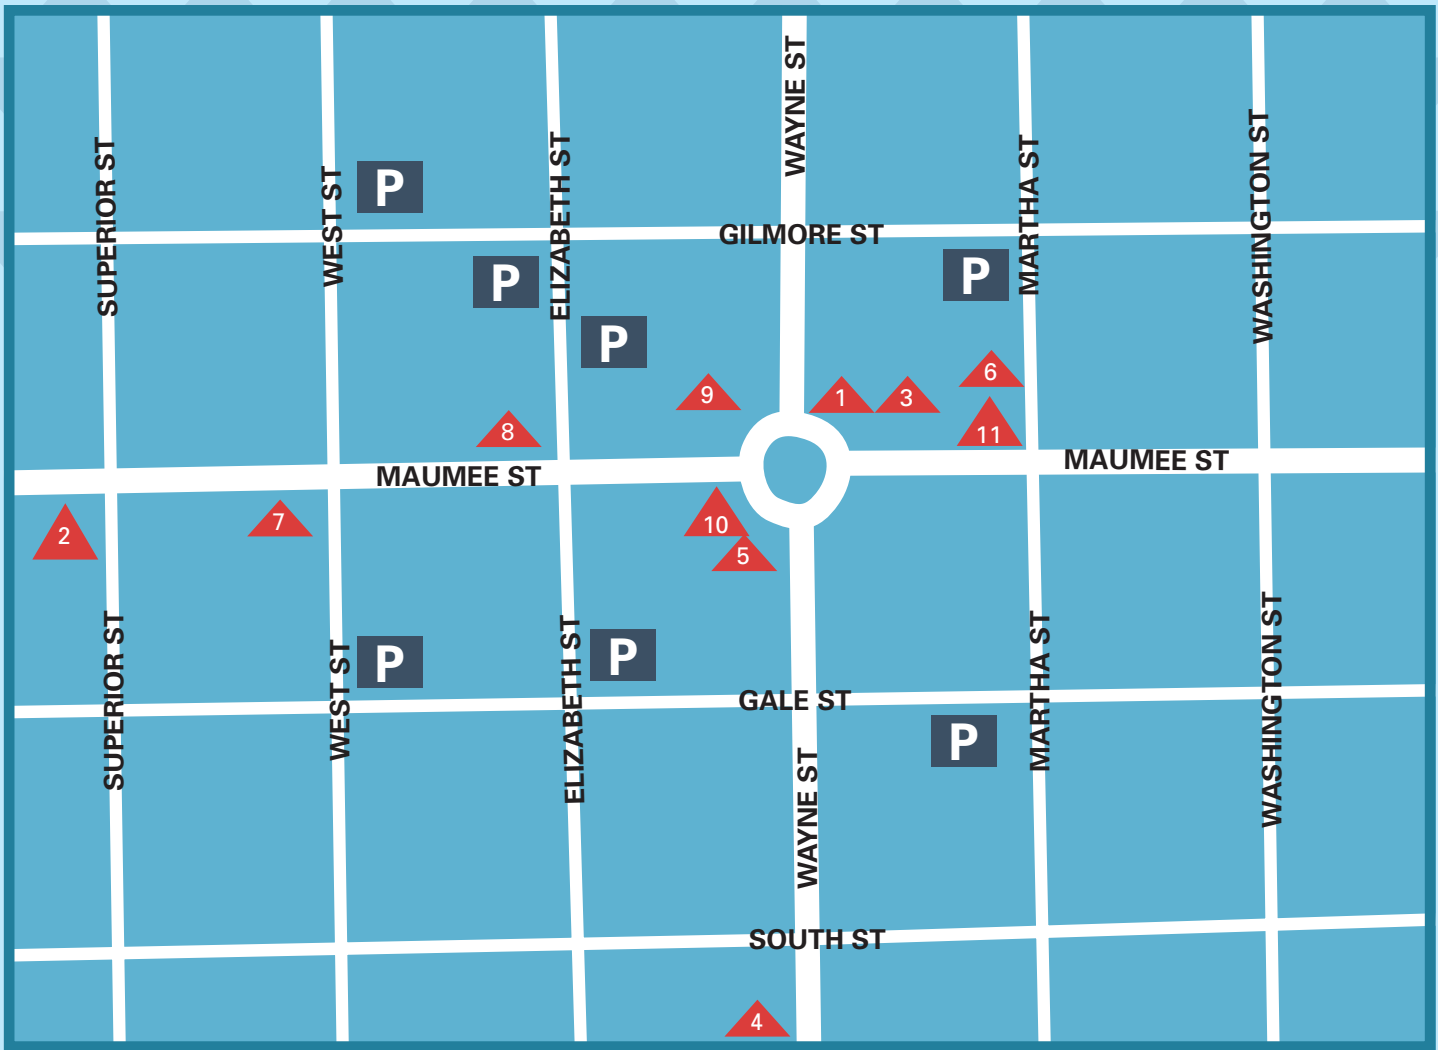 WAYNE ST
SUPERIOR ST
WEST ST
P
ELIZABETH ST
MARTHA ST
WASHINGTON ST
GILMORE ST
P
P
P
6
9
1
3
8
11
MAUMEE ST
MAUMEE ST
2
7
10
5
SUPERIOR ST
WEST ST
P
ELIZABETH ST
P
MARTHA ST
WASHINGTON ST
GALE ST
P
WAYNE ST
SOUTH ST
4